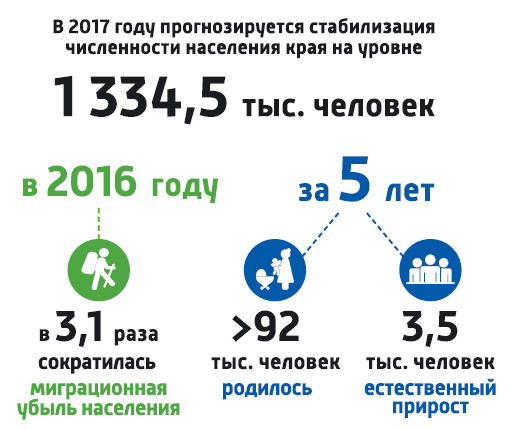 В 2017 году прогнозируется стабилизация
численности населения края на уровне
1 334,5 тыс. человек
в 2016 году
за 5 лет
в 3,1 раза
сократилась
миграционная
убыль населения
>92
тыс. человек
родилось
3,5
тыс. человек
естественный
прирост